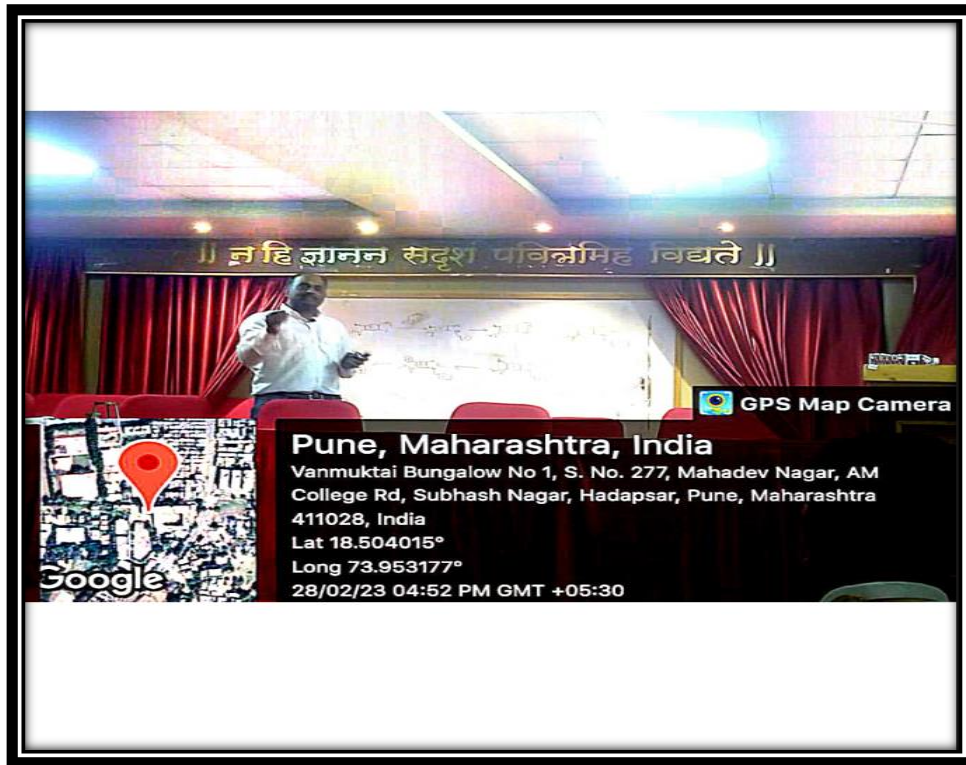 ॥ न हि ज्ञानन सदृश पवित्रमिह विद्यते ॥
GPS Map Camera
Pune, Maharashtra, India
Vanmuktai Bungalow No 1, S. No. 277, Mahadev Nagar, AM
College Rd, Subhash Nagar, Hadapsar, Pune, Maharashtra
411028, India
Lat 18.504015°
Long 73.953177°
28/02/23 04:52 PM GMT +05:30
Google